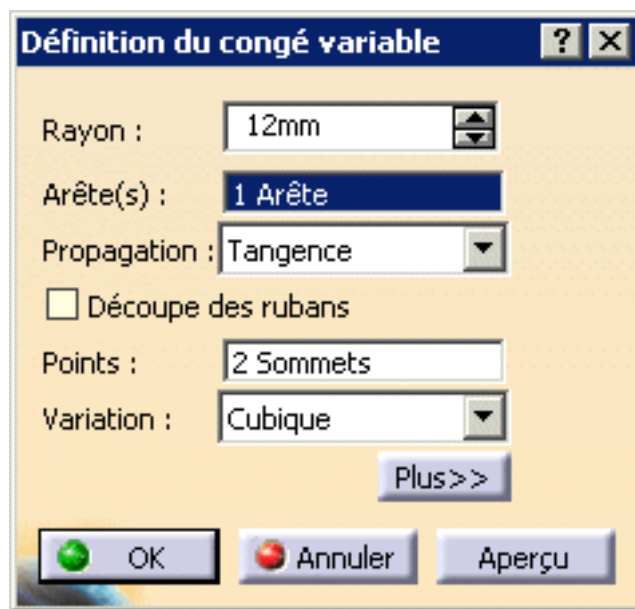 Définition du congé variable ? X
Rayon : 12mm
Arête(s) : 1 Arête
Propagation : Tangence
Découpe des rubans
Points : 2 Sommets
Variation : Cubique
Plus>>
OK Annuler Aperçu